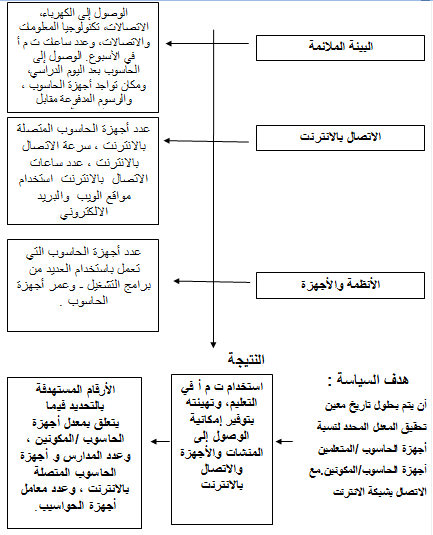 الوصول إلى الكهرباء،
الاتصالات، تكنولوجيا المعلومات
والاتصالات، وعدد ساعات ت م أ
في الأسبوع. الوصول إلى
الحاسوب بعد اليوم الدراسي،
ومكان تواجد أجهزة الحاسوب ،
والرسوم المدفوعة مقابل
البيئة الملائمة
عدد أجهزة الحاسوب المتصلة
بالانترنت ، سرعة الاتصال
بالانترنت ، عدد ساعات
الاتصال بالانترنت استخدام
مواقع الويب والبريد
الالكتروني
الاتصال بالانترنت
عدد أجهزة الحاسوب التي
تعمل باستخدام العديد من
برامج التشغيل ـ وعمر أجهزة
الحاسوب .
الأنظمة والأجهزة
النتيجة
هدف السياسة :
أن يتم بحلول تاريخ معين
تحقيق المعدل المحدد لنسبة
أجهزة الحاسوب /المتعلمين
أجهزة الحاسوب/المكونين.مع
الاتصال بشبكة الانترنت
استخدام ت م أ في
التعليم، وتهيئته
بتوفير إمكانية
الوصول إلى
المنشات والأجهزة
والاتصال
بالانترنت
الأرقام المستهدفة
بالتحديد فيما
يتعلق بمعدل أجهزة
الحاسوب /المكونين ،
وعدد المدارس و أجهزة
الحاسوب المتصلة
بالانترنت ، وعدد معامل
أجهزة الحواسيب .